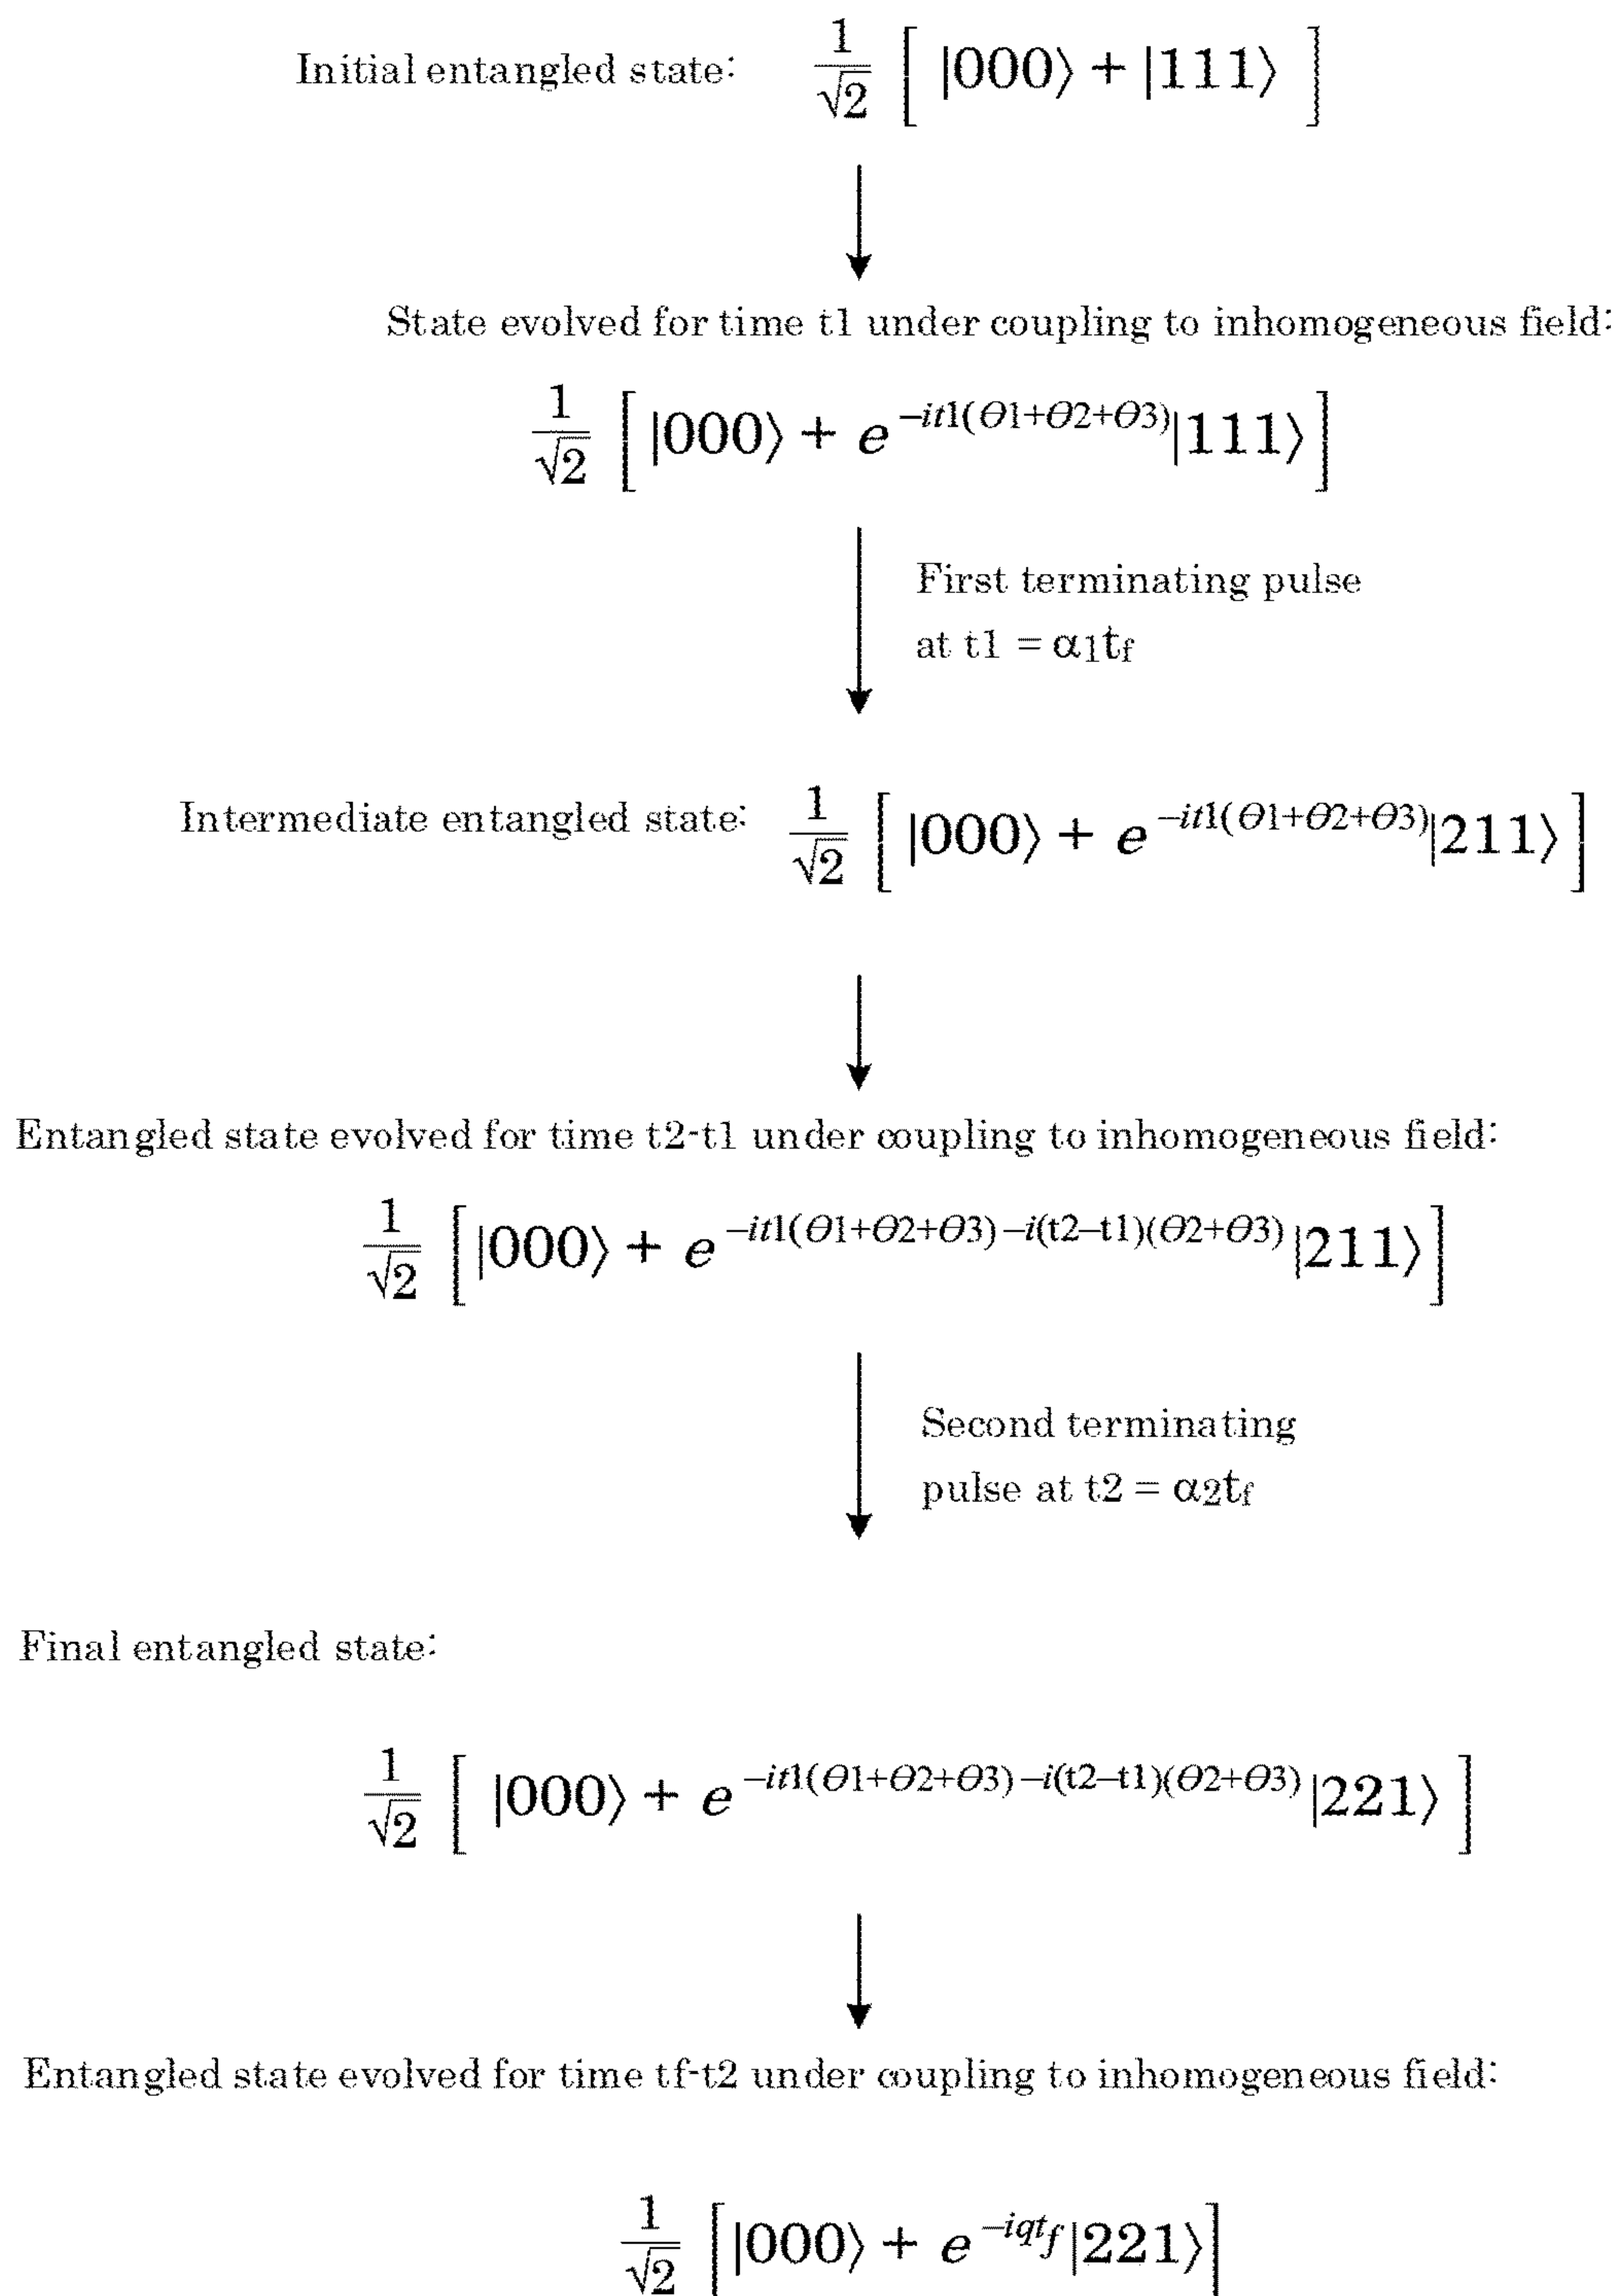 Initial entangled state: 1/√2 [ |000⟩ + |111⟩ ]
State evolved for time t1 under coupling to inhomogeneous field:
1/√2 [ |000⟩ + e^{–it1(Θ1+Θ2+Θ3)}|111⟩ ]
First terminating pulse
at t1 = α₁t_f
Intermediate entangled state: 1/√2 [ |000⟩ + e^{–it1(Θ1+Θ2+Θ3)}|211⟩ ]
Entangled state evolved for time t2-t1 under coupling to inhomogeneous field:
1/√2 [ |000⟩ + e^{–it1(Θ1+Θ2+Θ3)–i(t2–t1)(Θ2+Θ3)}|211⟩ ]
Second terminating
pulse at t2 = α₂t_f
Final entangled state:
1/√2 [ |000⟩ + e^{–it1(Θ1+Θ2+Θ3)–i(t2–t1)(Θ2+Θ3)}|221⟩ ]
Entangled state evolved for time tf-t2 under coupling to inhomogeneous field:
1/√2 [ |000⟩ + e^{–iqt_f}|221⟩ ]